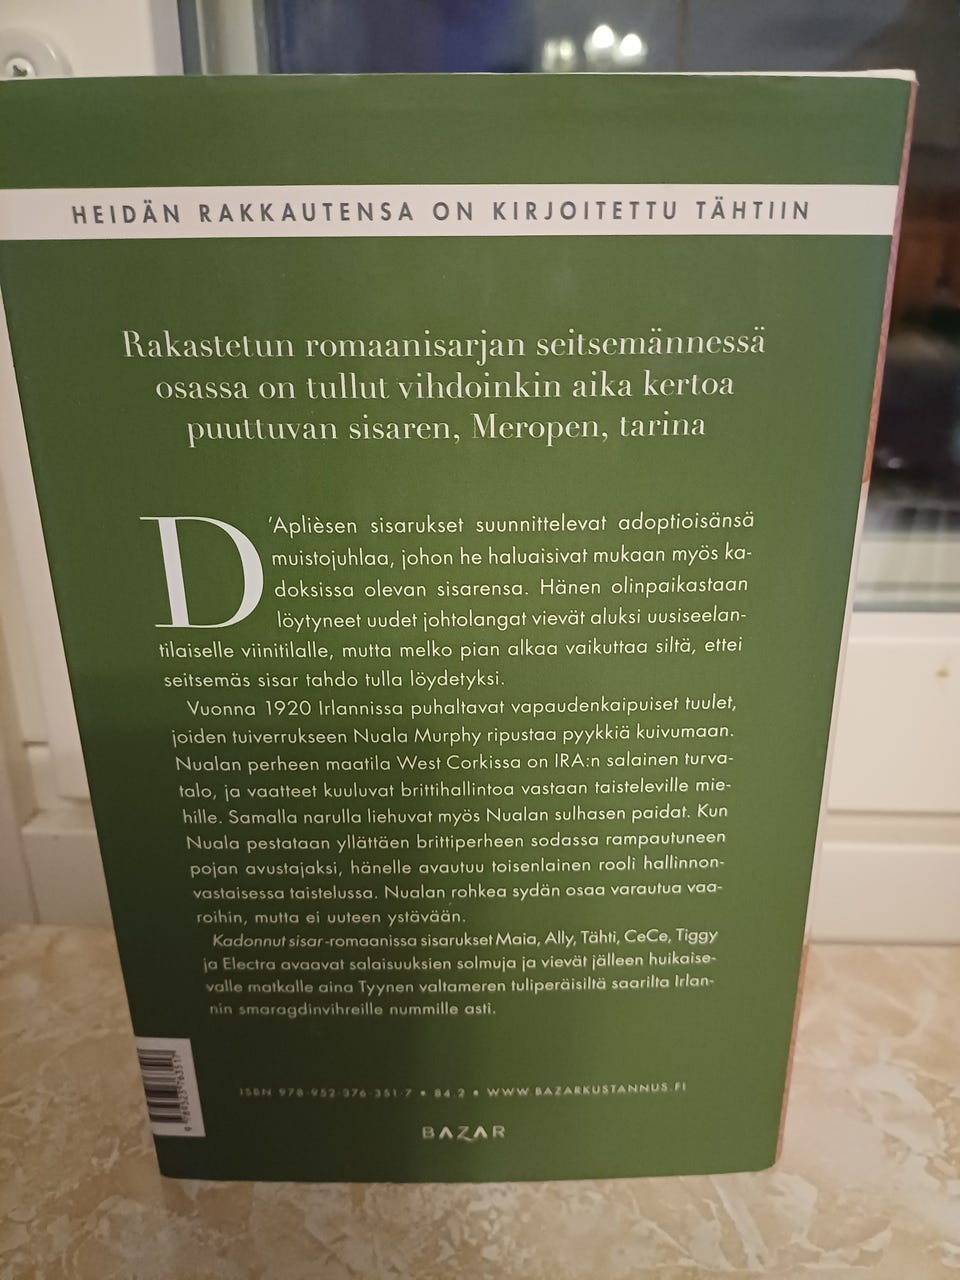 HEIDÄN RAKKAUTENSA ON KIRJOITETTU TÄHTIIN
Rakastetun romaanisarjan seitsemännessä
osassa on tullut vihdoinkin aika kertoa
puuttuvan sisaren, Meropen, tarina
D'Aplièsen sisarukset suunnittelevat adoptioisänsä
muistojuhlaa, johon he haluaisivat mukaan myös ka-
doksissa olevan sisarensa. Hänen olinpaikastaan
löytyneet uudet johtolangat vievät aluksi uusiseelan-
tilaiselle viinitilalle, mutta melko pian alkaa vaikuttaa siltä, ettei
seitsemäs sisar tahdo tulla löydetyksi.
Vuonna 1920 Irlannissa puhaltavat vapaudenkaipuiset tuulet,
joiden tuiverrukseen Nuala Murphy ripustaa pyykkiä kuivumaan.
Nualan perheen maatila West Corkissa on IRA:n salainen turva-
talo, ja vaatteet kuuluvat brittihallintoa vastaan taisteleville mie-
hille. Samalla narulla liehuvat myös Nualan sulhasen paidat. Kun
Nuala pestataan yllättäen brittiperheen sodassa rampautuneen
pojan avustajaksi, hänelle avautuu toisenlainen rooli hallinnon-
vastaisessa taistelussa. Nualan rohkea sydän osaa varautua vaa-
roihin, mutta ei uuteen ystävään.
Kadonnut sisar -romaanissa sisarukset Maia, Ally, Tähti, CeCe, Tiggy
ja Electra avaavat salaisuuksien solmuja ja vievät jälleen huikaise-
valle matkalle aina Tyynen valtameren tuliperäisiltä saarilta Irlan-
nin smaragdinvihreille nummille asti.
ISBN 978-952-376-351-7 • 84.2 • WWW.BAZARKUSTANNUS.FI
9 789523 763517
BAZAR